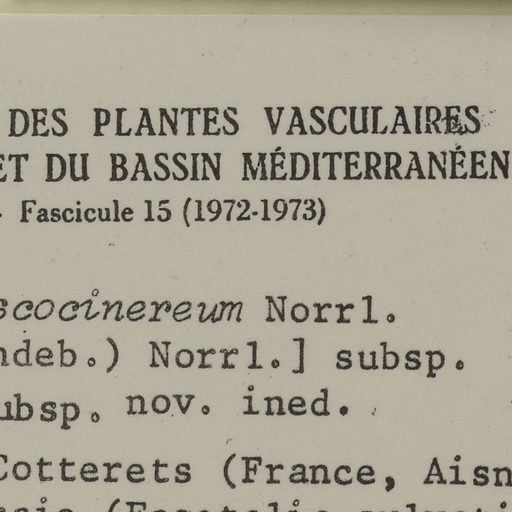 DES PLANTES VASCULAIRES
ET DU BASSIN MÉDITERRANÉEN
- Fascicule 15 (1972-1973)
scocinereum Norrl.
ndeb.) Norrl.] subsp.
ubsp. nov. ined.
Cotterets (France, Aisn